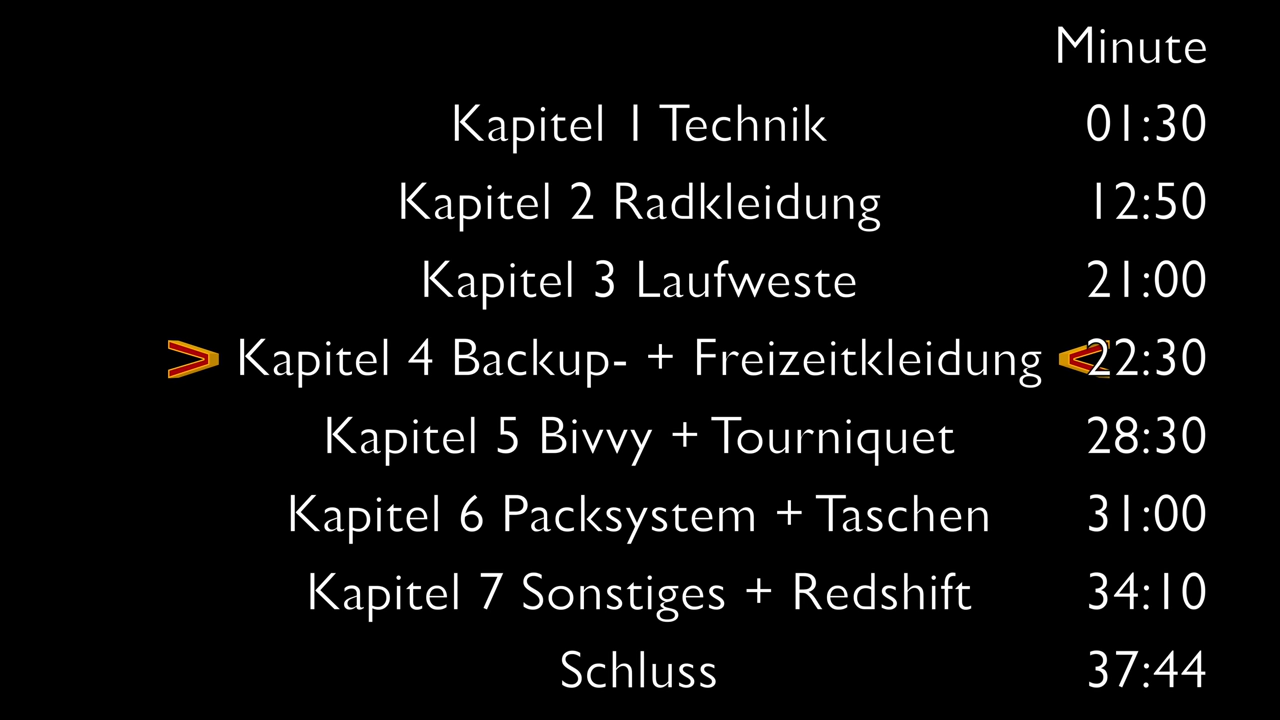 Minute
Kapitel 1 Technik 01:30
Kapitel 2 Radkleidung 12:50
Kapitel 3 Laufweste 21:00
> Kapitel 4 Backup- + Freizeitkleidung < 22:30
Kapitel 5 Bivvy + Tourniquet 28:30
Kapitel 6 Packsystem + Taschen 31:00
Kapitel 7 Sonstiges + Redshift 34:10
Schluss 37:44